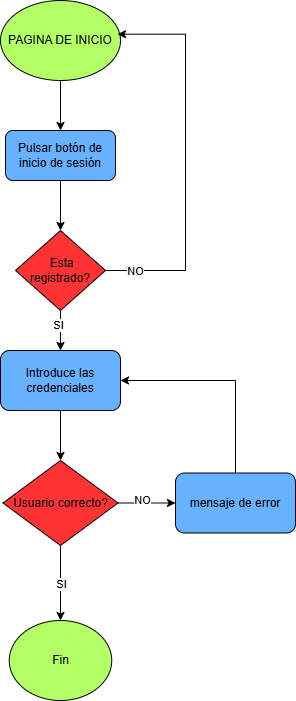 PAGINA DE INICIO
Pulsar botón de
inicio de sesión
Esta
registrado?
NO
SI
Introduce las
credenciales
Usuario correcto?
NO
mensaje de error
SI
Fin